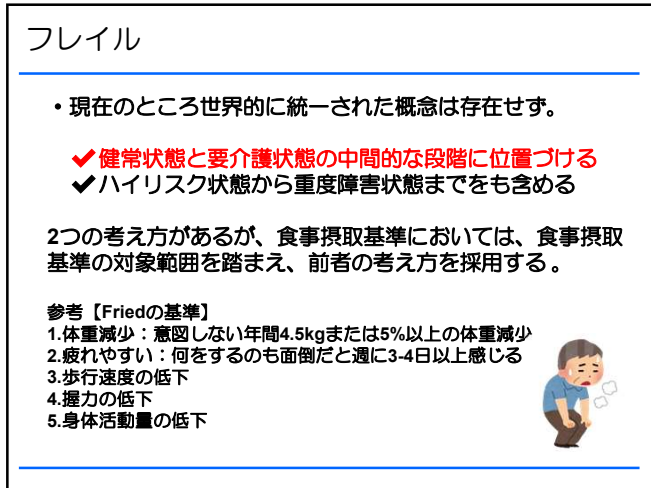 フレイル
• 現在のところ世界的に統一された概念は存在せず。
✔健常状態と要介護状態の中間的な段階に位置づける
✔ハイリスク状態から重度障害状態までをも含める
2つの考え方があるが、食事摂取基準においては、食事摂取
基準の対象範囲を踏まえ、前者の考え方を採用する。
参考【Friedの基準】
1.体重減少：意図しない年間4.5kgまたは5%以上の体重減少
2.疲れやすい：何をするのも面倒だと週に3-4日以上感じる
3.歩行速度の低下
4.握力の低下
5.身体活動量の低下